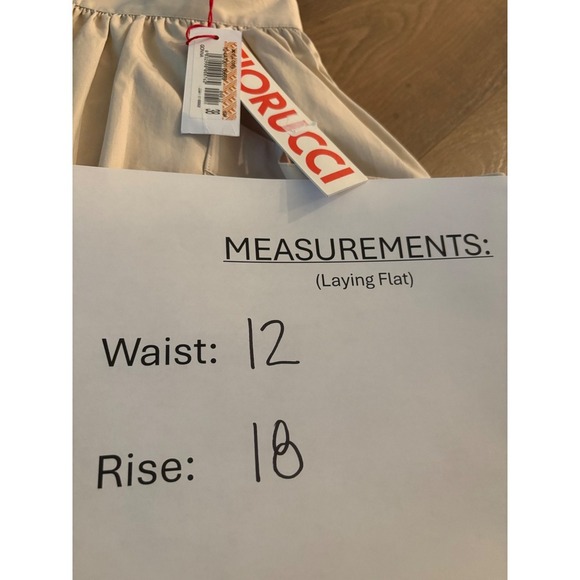 FIORUCCI
MEASUREMENTS:
(Laying Flat)
Waist: 12
Rise: 18